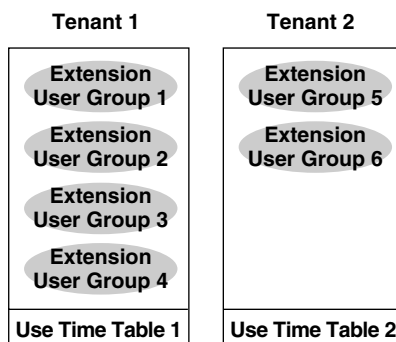 Tenant 1
Extension
User Group 1
Extension
User Group 2
Extension
User Group 3
Extension
User Group 4
Use Time Table 1
Tenant 2
Extension
User Group 5
Extension
User Group 6
Use Time Table 2